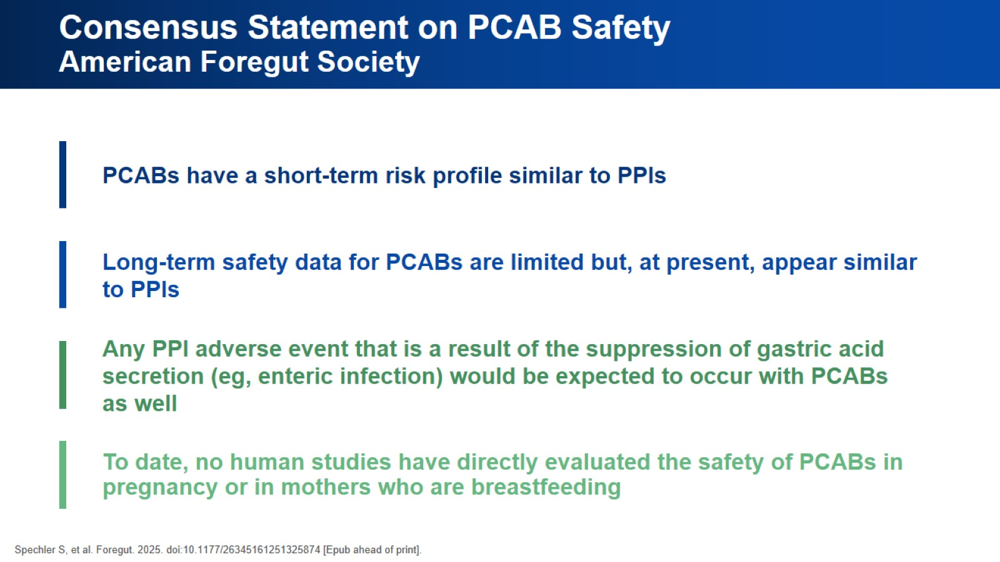 Consensus Statement on PCAB Safety
American Foregut Society
PCABs have a short-term risk profile similar to PPIs
Long-term safety data for PCABs are limited but, at present, appear similar
to PPIs
Any PPI adverse event that is a result of the suppression of gastric acid
secretion (eg, enteric infection) would be expected to occur with PCABs
as well
To date, no human studies have directly evaluated the safety of PCABs in
pregnancy or in mothers who are breastfeeding
Spechler S, et al. Foregut. 2025. doi:10.1177/26345161251325874 [Epub ahead of print].